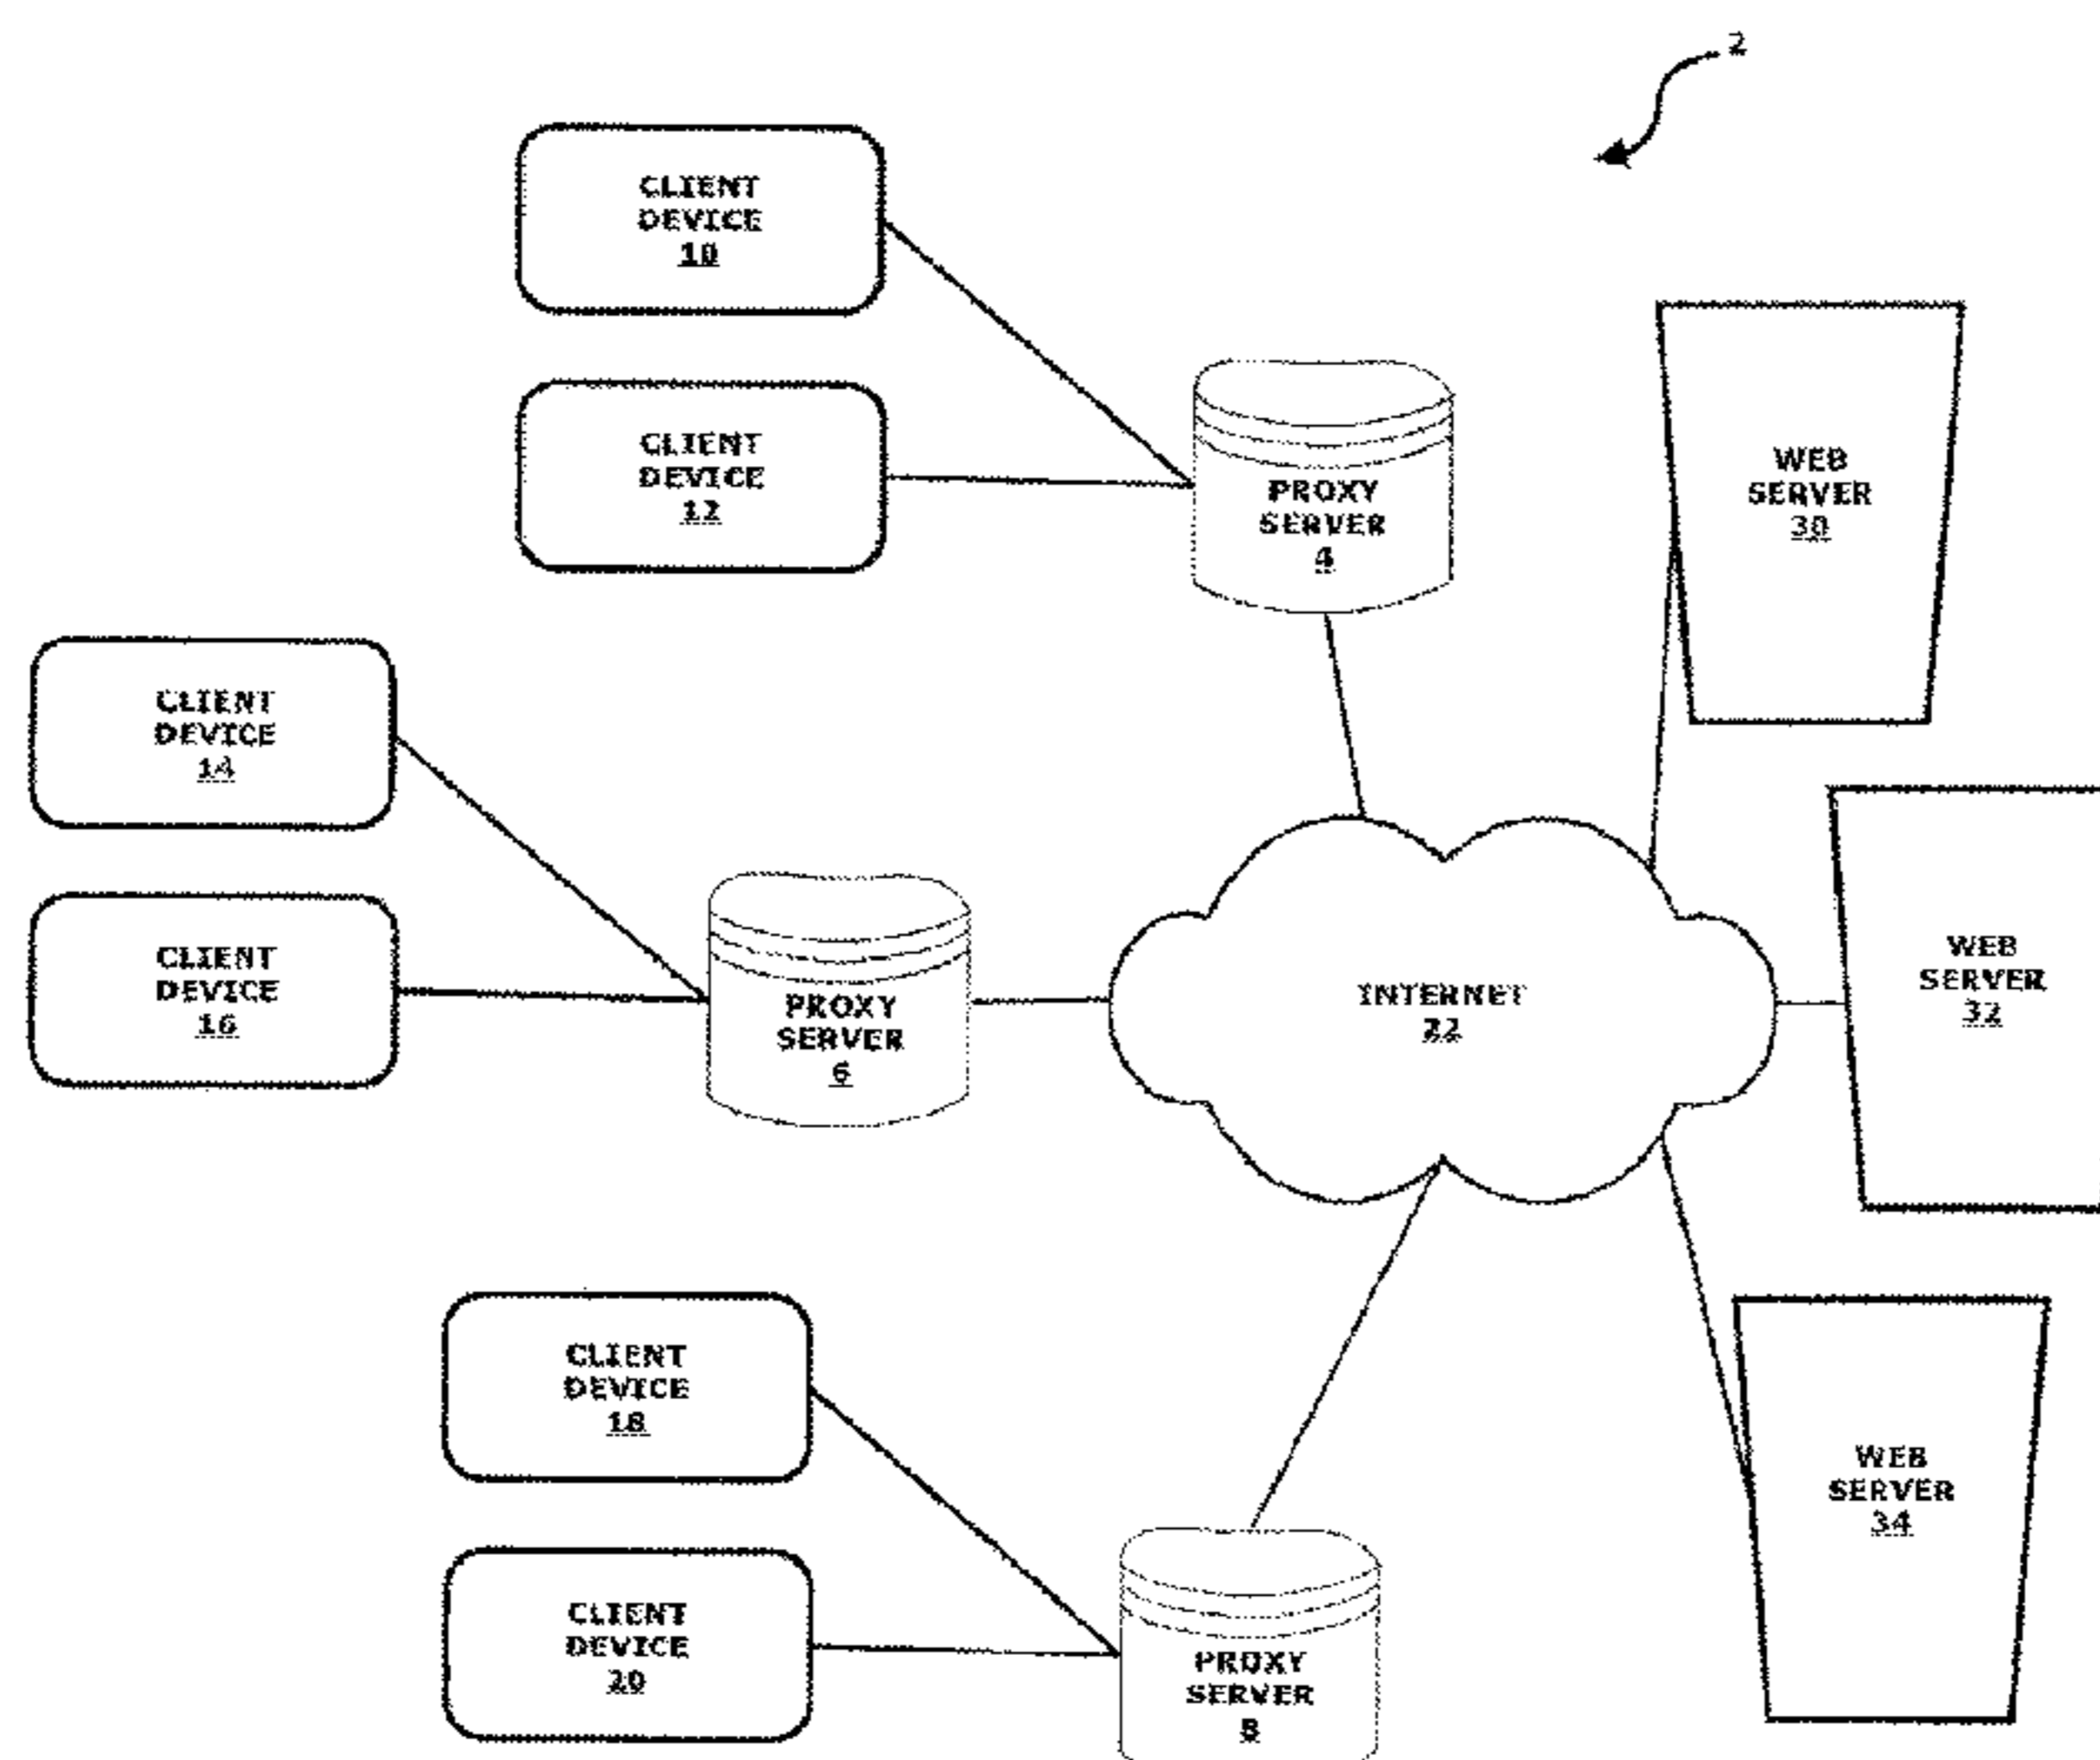 2
CLIENT
DEVICE
10
CLIENT
DEVICE
12
PROXY
SERVER
4
WEB
SERVER
30
CLIENT
DEVICE
14
CLIENT
DEVICE
16
PROXY
SERVER
6
INTERNET
22
WEB
SERVER
32
CLIENT
DEVICE
18
CLIENT
DEVICE
20
PROXY
SERVER
8
WEB
SERVER
34